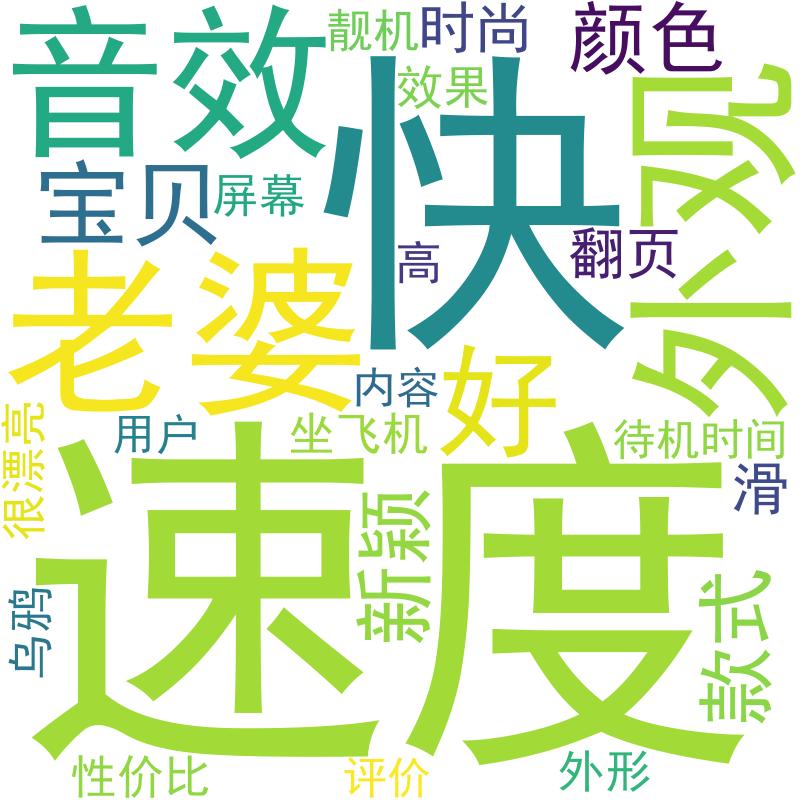 靓机
时尚
颜色
音效
效果
快
外观
宝贝
屏幕
高
翻页
老婆
内容
好
很漂亮
用户
坐飞机
待机时间
速度
新颖
滑
乌鸦
款式
性价比
评价
外形